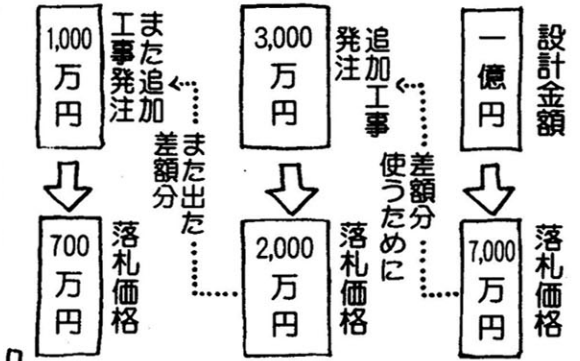 設計金額
一億円
落札価格
7,000万円
差額分
使うために
追加工事
発注
3,000万円
落札価格
2,000万円
また出た
差額分
また追加
工事発注
1,000万円
落札価格
700万円